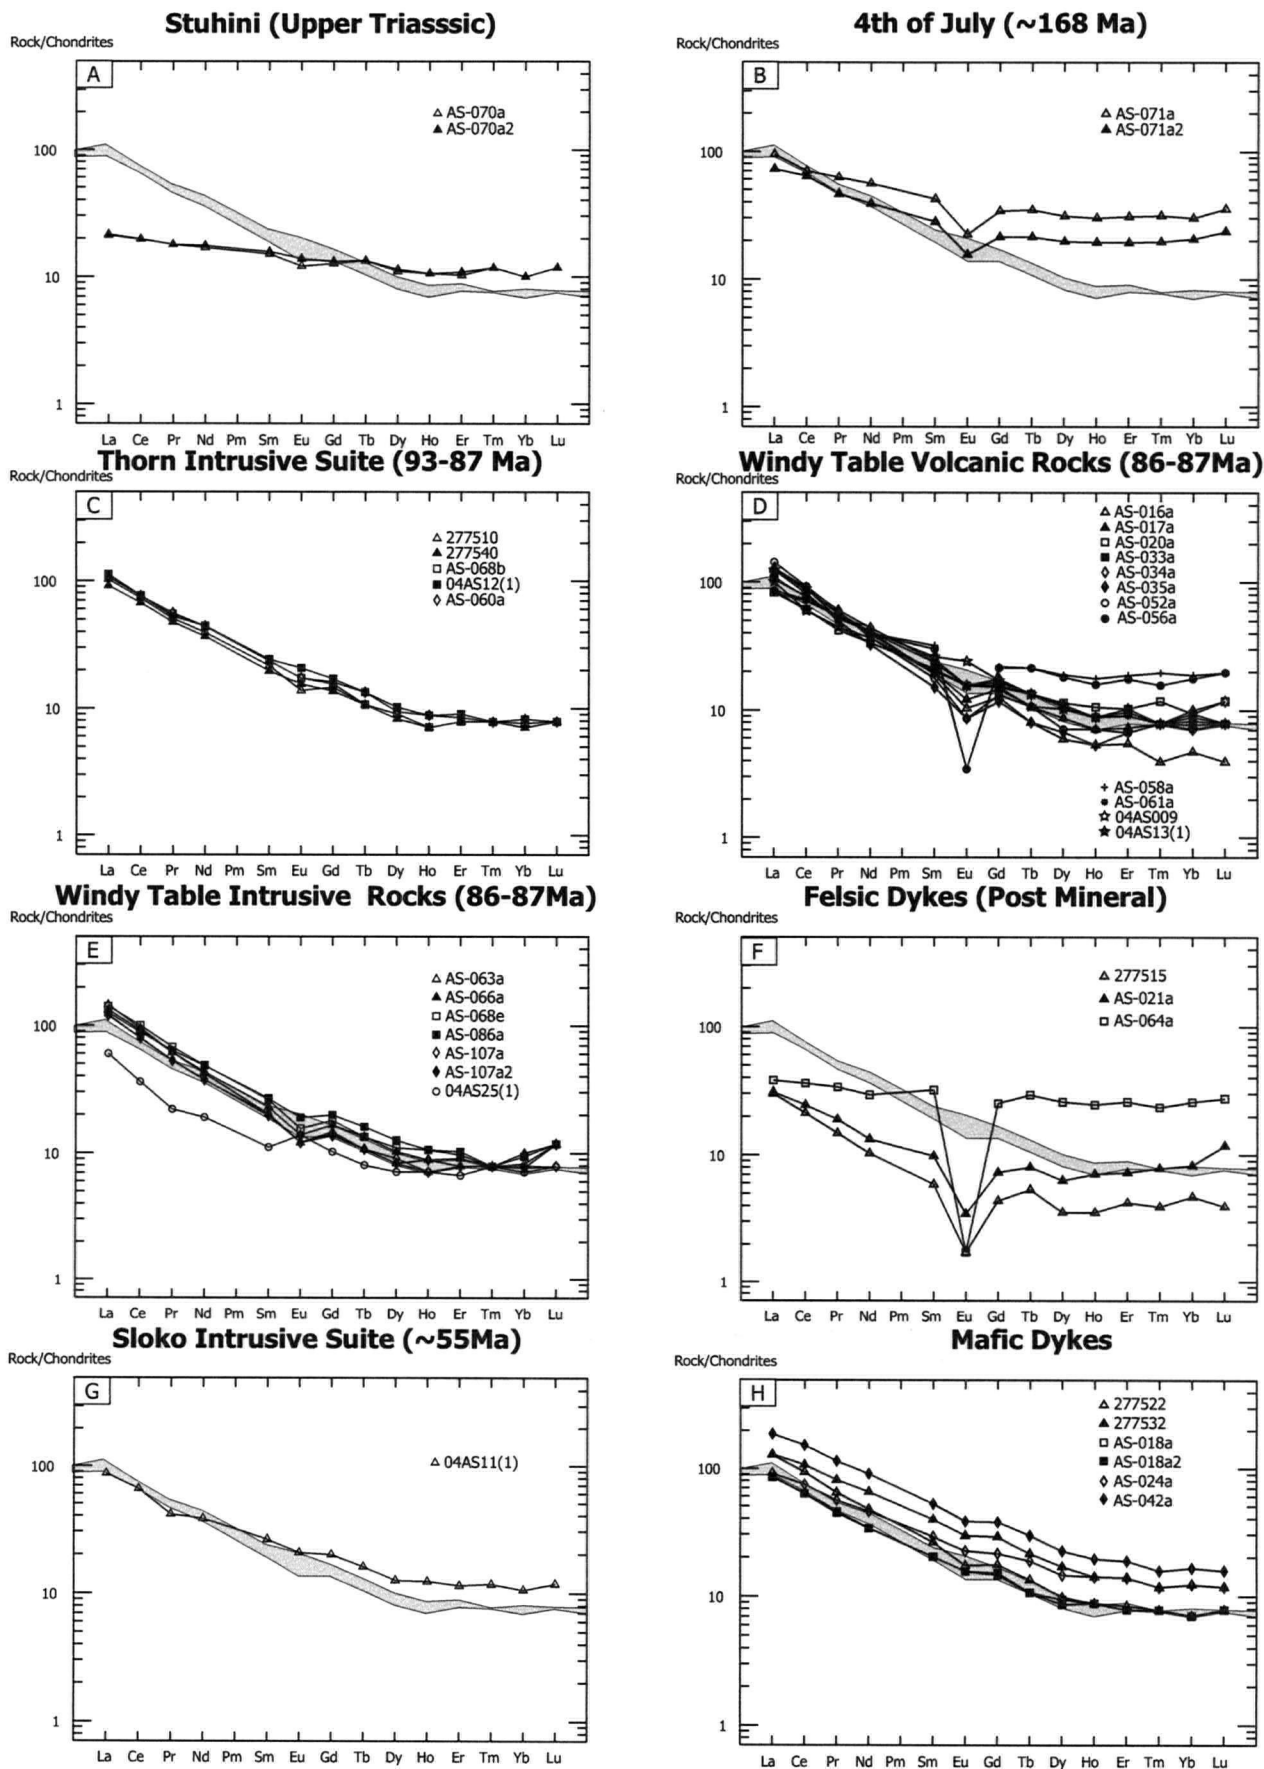 Stuhini (Upper Triasssic)
Rock/Chondrites
A
AS-070a
AS-070a2
100
10
1
La Ce Pr Nd Pm Sm Eu Gd Tb Dy Ho Er Tm Yb Lu
4th of July (~168 Ma)
Rock/Chondrites
B
AS-071a
AS-071a2
100
10
1
La Ce Pr Nd Pm Sm Eu Gd Tb Dy Ho Er Tm Yb Lu
Thorn Intrusive Suite (93-87 Ma)
Rock/Chondrites
C
277510
277540
AS-068b
04AS12(1)
AS-060a
100
10
1
La Ce Pr Nd Pm Sm Eu Gd Tb Dy Ho Er Tm Yb Lu
Windy Table Volcanic Rocks (86-87Ma)
Rock/Chondrites
D
AS-016a
AS-017a
AS-020a
AS-033a
AS-034a
AS-035a
AS-052a
AS-056a
100
10
AS-058a
AS-061a
04AS009
04AS13(1)
1
La Ce Pr Nd Pm Sm Eu Gd Tb Dy Ho Er Tm Yb Lu
Windy Table Intrusive Rocks (86-87Ma)
Rock/Chondrites
E
AS-063a
AS-066a
AS-068e
AS-086a
AS-107a
AS-107a2
04AS25(1)
100
10
1
La Ce Pr Nd Pm Sm Eu Gd Tb Dy Ho Er Tm Yb Lu
Felsic Dykes (Post Mineral)
Rock/Chondrites
F
277515
AS-021a
AS-064a
100
10
1
La Ce Pr Nd Pm Sm Eu Gd Tb Dy Ho Er Tm Yb Lu
Sloko Intrusive Suite (~55Ma)
Rock/Chondrites
G
04AS11(1)
100
10
1
La Ce Pr Nd Pm Sm Eu Gd Tb Dy Ho Er Tm Yb Lu
Mafic Dykes
Rock/Chondrites
H
277522
277532
AS-018a
AS-018a2
AS-024a
AS-042a
100
10
1
La Ce Pr Nd Pm Sm Eu Gd Tb Dy Ho Er Tm Yb Lu